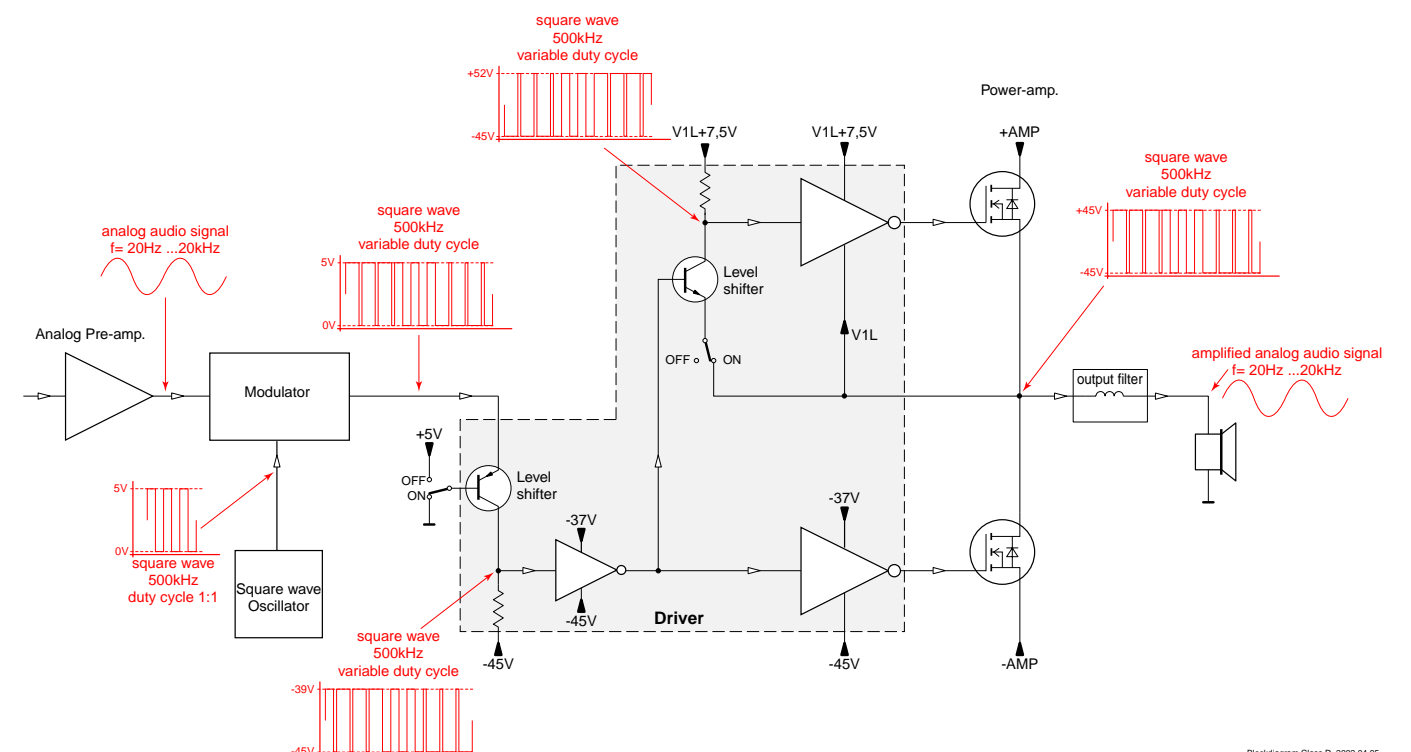 square wave
500kHz
variable duty cycle
+52V
-45V
Power-amp.
V1L+7,5V
V1L+7,5V
+AMP
square wave
500kHz
variable duty cycle
+45V
-45V
square wave
500kHz
variable duty cycle
5V
0V
analog audio signal
f= 20Hz ...20kHz
Analog Pre-amp.
Modulator
Level
shifter
V1L
OFF
ON
output filter
amplified analog audio signal
f= 20Hz ...20kHz
+5V
OFF
ON
Level
shifter
5V
0V
square wave
500kHz
duty cycle 1:1
Square wave
Oscillator
-37V
-45V
-37V
Driver
-45V
-45V
-AMP
square wave
500kHz
variable duty cycle
-39V
-45V